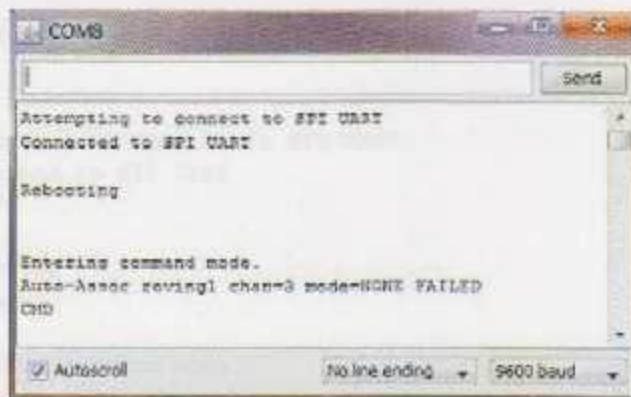 COM8
Send
Attempting to connect to SPI UART
Connected to SPI UART
Rebooting
Entering command mode.
Auto-Assoc roving1 chan=3 mode=NONE FAILED
CMD
Autoscroll
No line ending
9600 baud